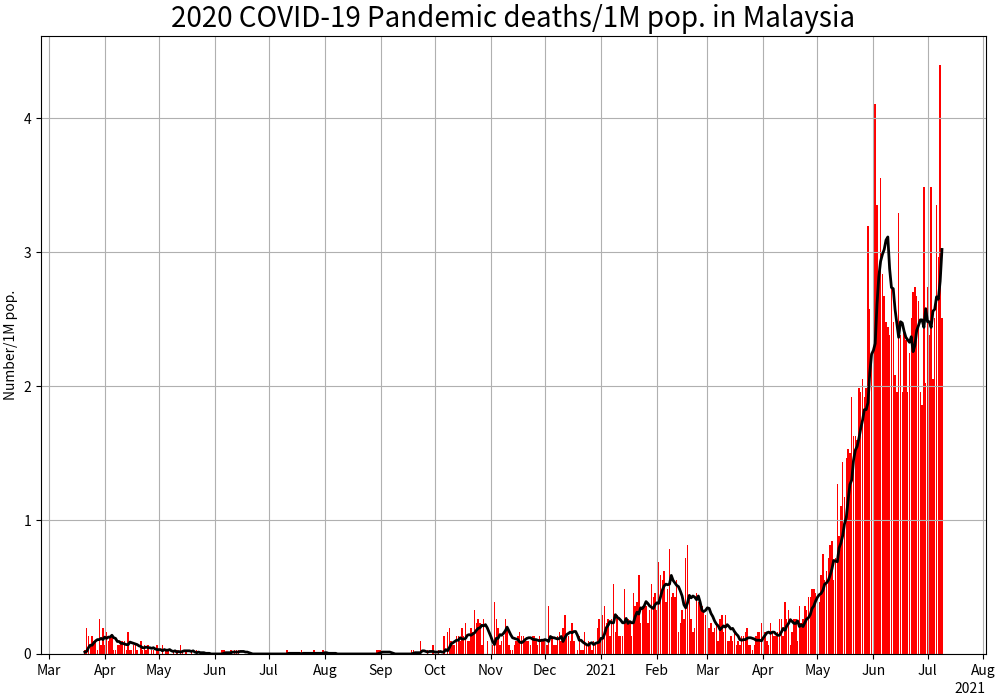 2020 COVID-19 Pandemic deaths/1M pop. in Malaysia
Number/1M pop.
4
3
2
1
0
Mar Apr May Jun Jul Aug Sep Oct Nov Dec 2021 Feb Mar Apr May Jun Jul Aug
2021